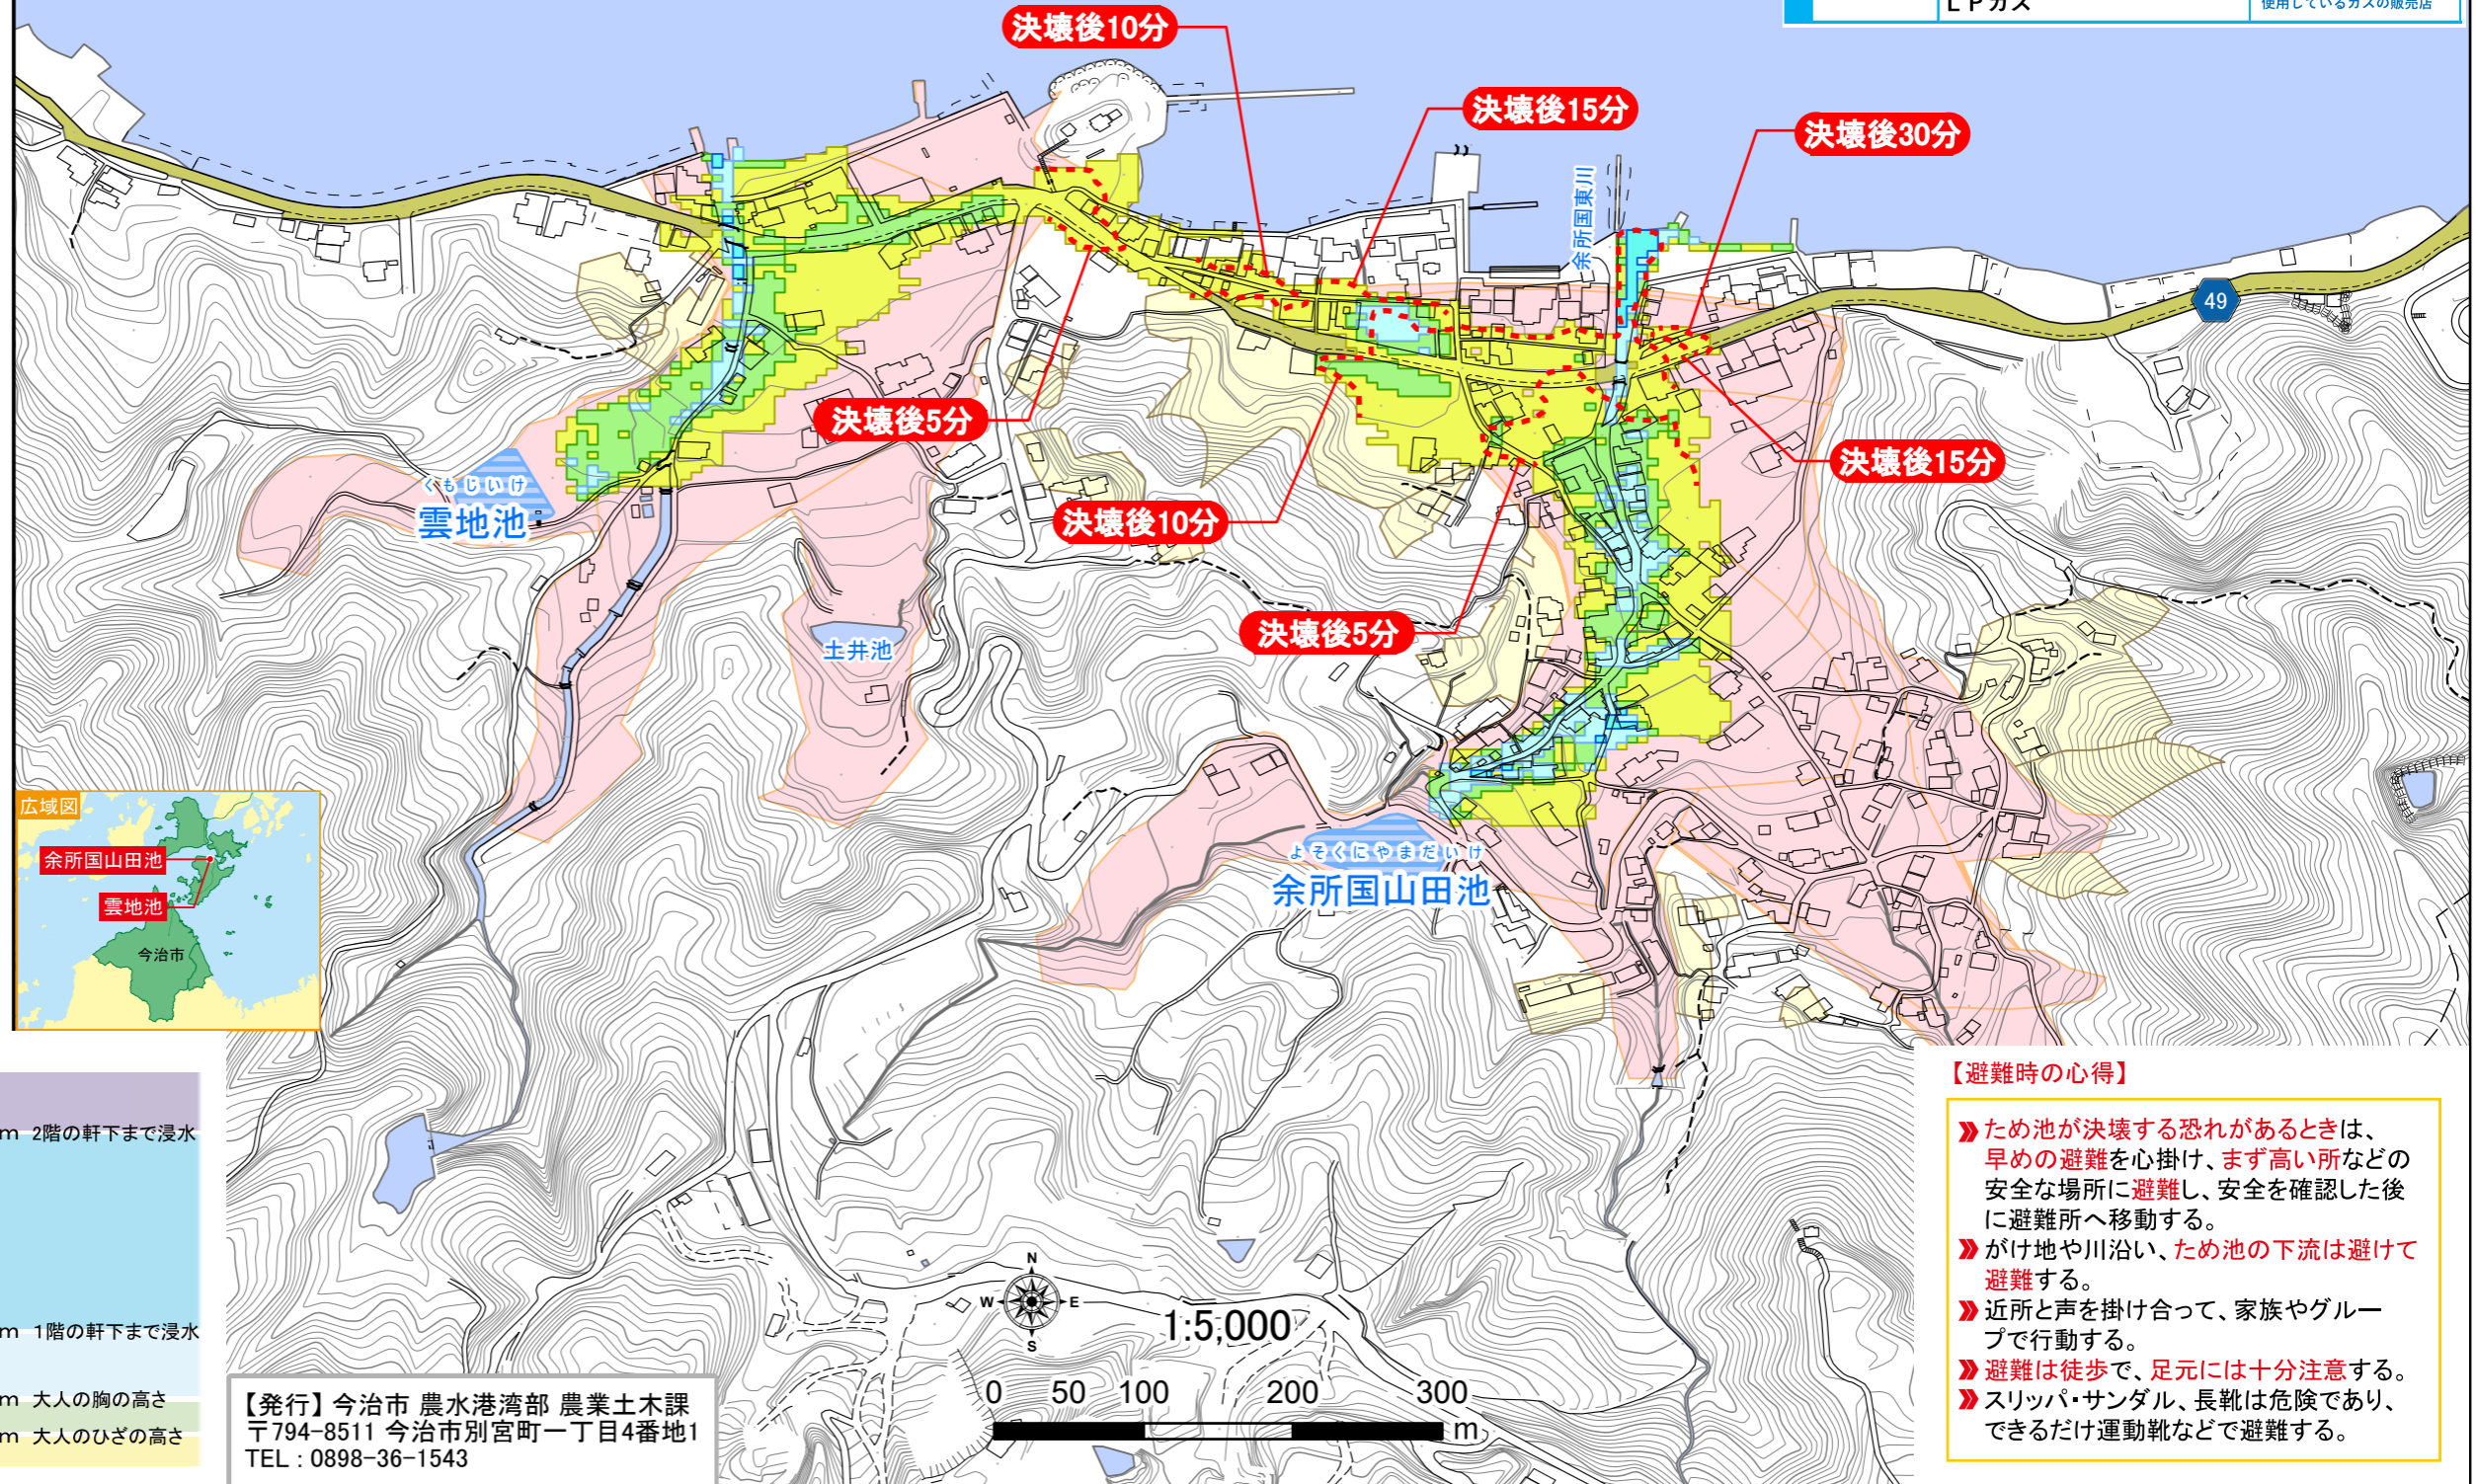 LPガス
使用しているガスの販売店
決壊後10分
決壊後15分
決壊後30分
余所国東川
49
決壊後5分
決壊後15分
くもじいけ
雲地池
決壊後10分
決壊後5分
土井池
広域図
余所国山田池
雲地池
今治市
よそくにやまだいけ
余所国山田池
m 2階の軒下まで浸水
m 1階の軒下まで浸水
m 大人の胸の高さ
m 大人のひざの高さ
【発行】今治市 農水港湾部 農業土木課
〒794-8511 今治市別宮町一丁目4番地1
TEL : 0898-36-1543
N
W E
S
1:5,000
0 50 100 200 300
m
【避難時の心得】
ため池が決壊する恐れがあるときは、
早めの避難を心掛け、まず高い所などの
安全な場所に避難し、安全を確認した後
に避難所へ移動する。
がけ地や川沿い、ため池の下流は避けて
避難する。
近所と声を掛け合って、家族やグルー
プで行動する。
避難は徒歩で、足元には十分注意する。
スリッパ・サンダル、長靴は危険であり、
できるだけ運動靴などで避難する。